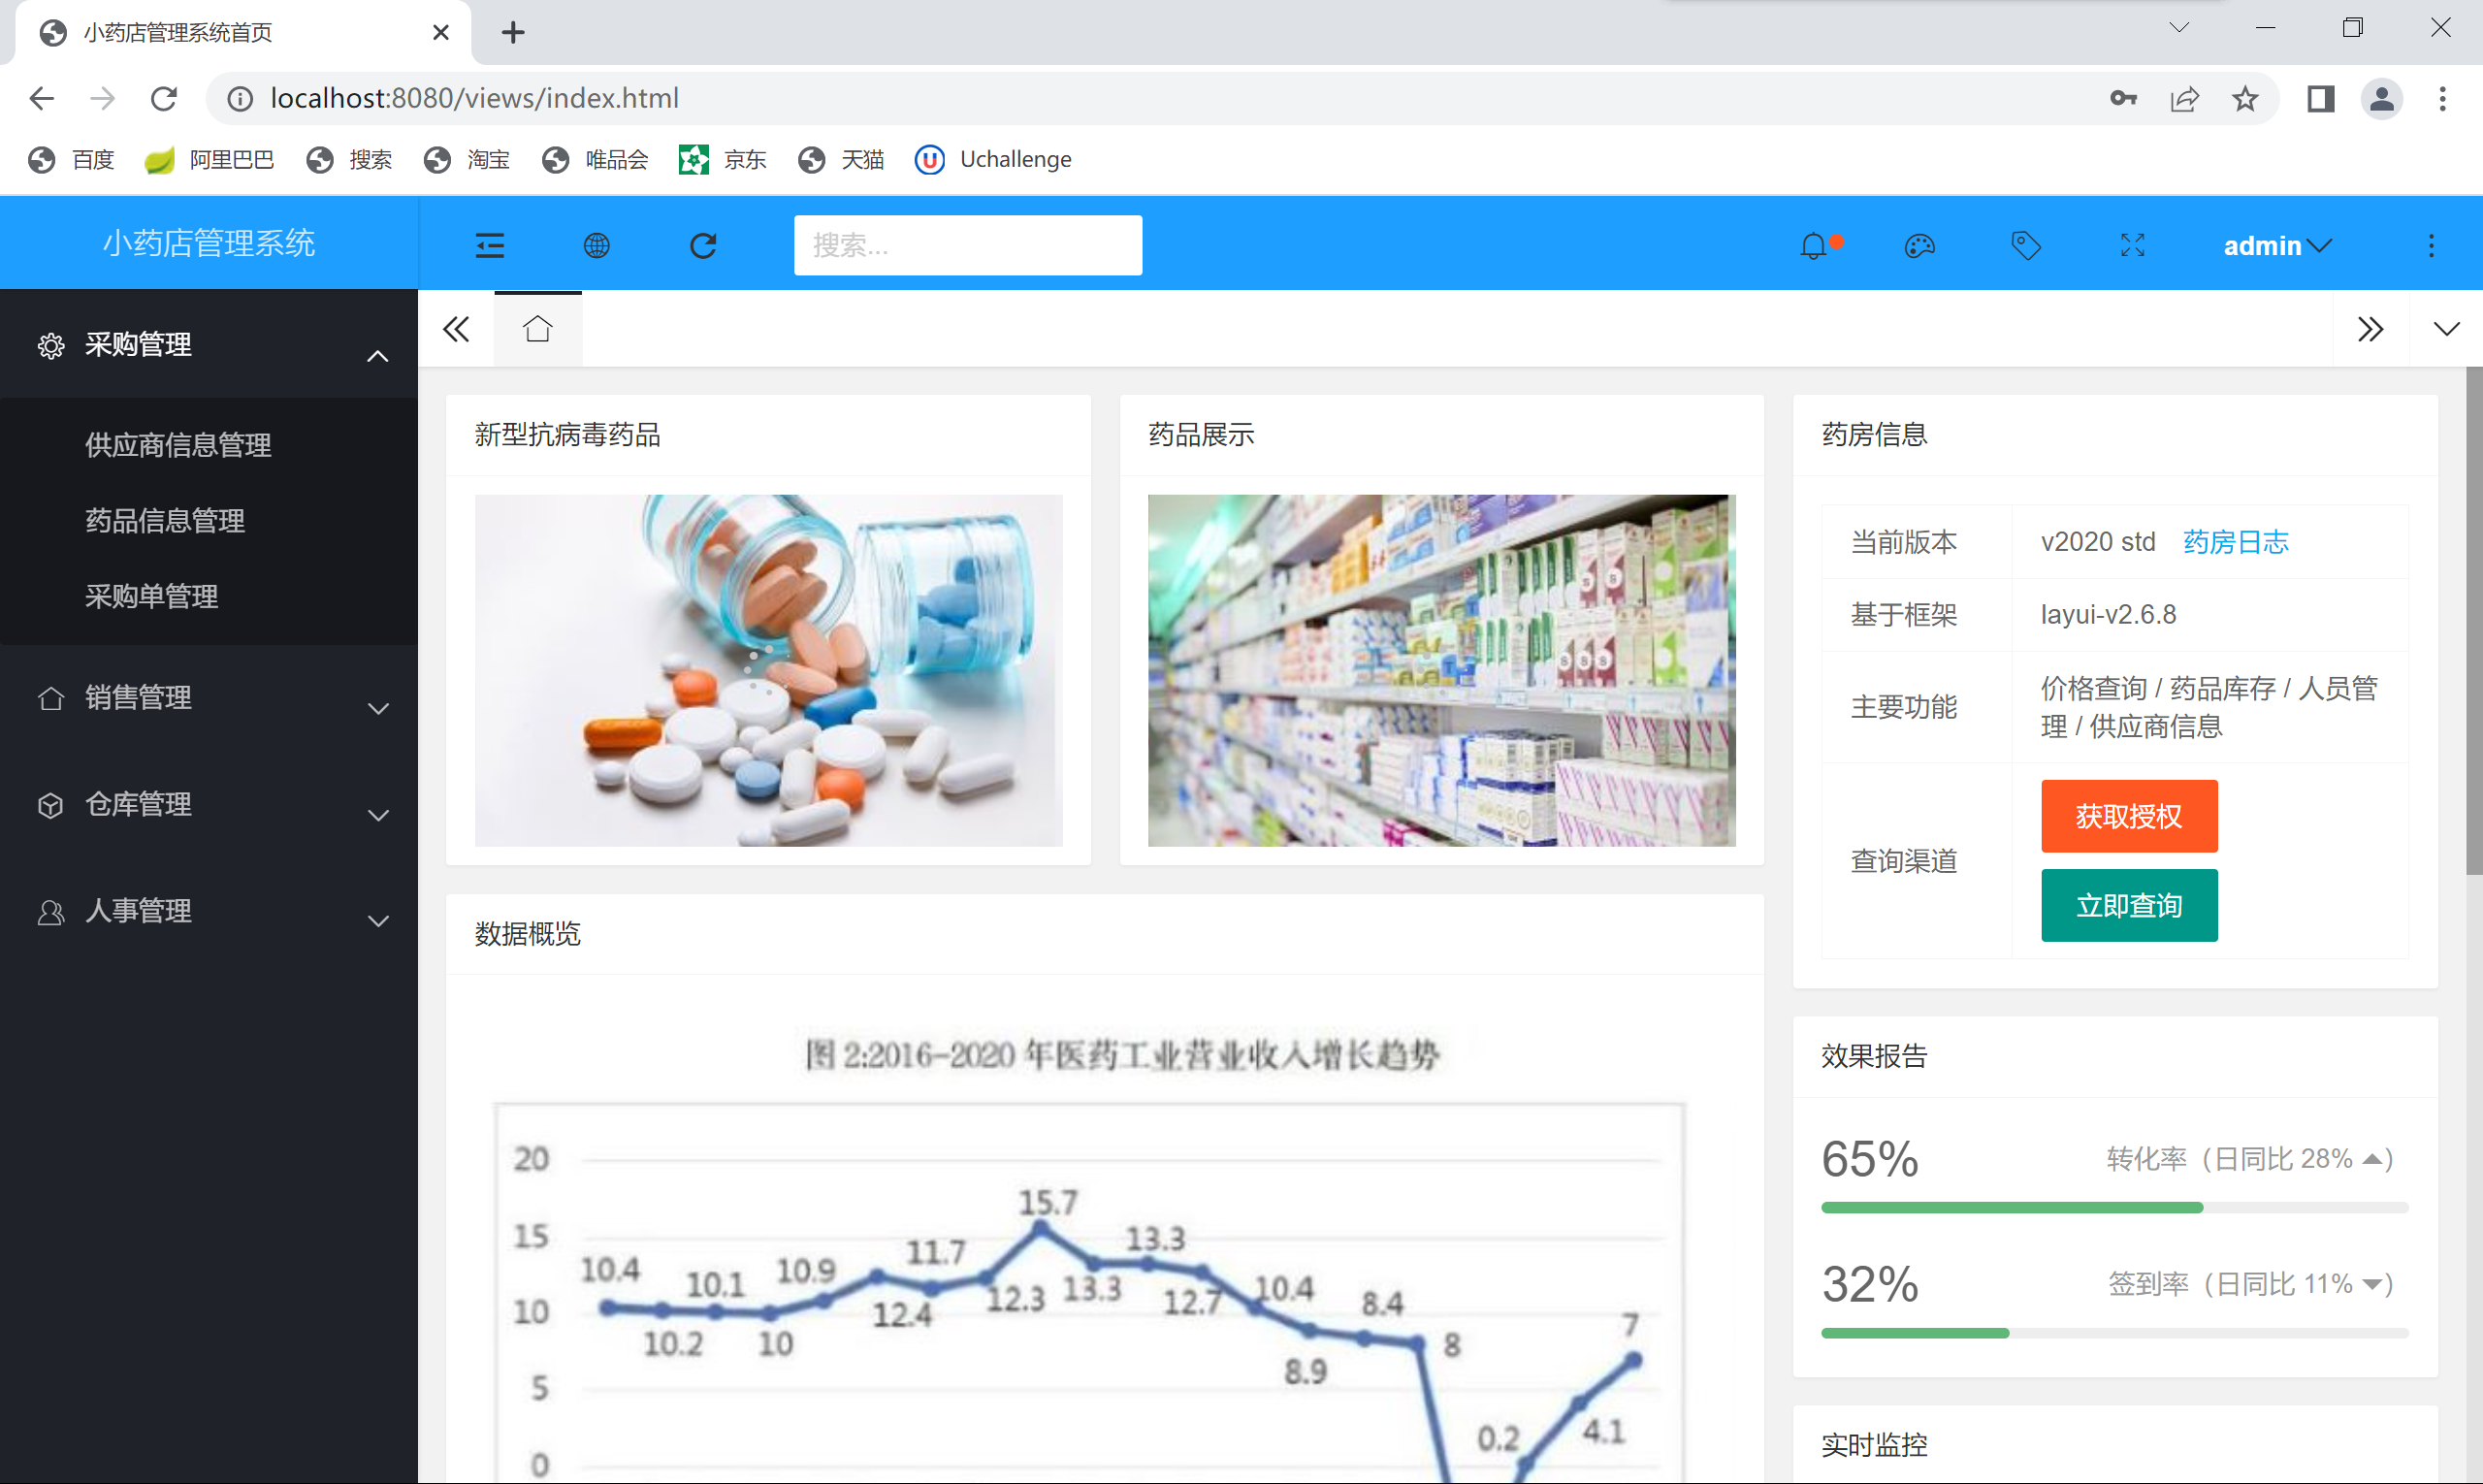 小药店管理系统首页
localhost:8080/views/index.html
百度 阿里巴巴 搜索 淘宝 唯品会 京东 天猫 Uchallenge
小药店管理系统 搜索... admin
采购管理
供应商信息管理
药品信息管理
采购单管理
销售管理
仓库管理
人事管理
新型抗病毒药品
药品展示
数据概览
图 2:2016-2020 年医药工业营业收入增长趋势
20
15
10
5
0
10.4
10.2
10.1
10
10.9
12.4
11.7
12.3
15.7
13.3
13.3
12.7
10.4
8.9
8.4
8
0.2
4.1
7
药房信息
当前版本 v2020 std 药房日志
基于框架 layui-v2.6.8
主要功能 价格查询 / 药品库存 / 人员管
理 / 供应商信息
查询渠道
获取授权
立即查询
效果报告
65% 转化率（日同比 28% ▲）
32% 签到率（日同比 11% ▼）
实时监控